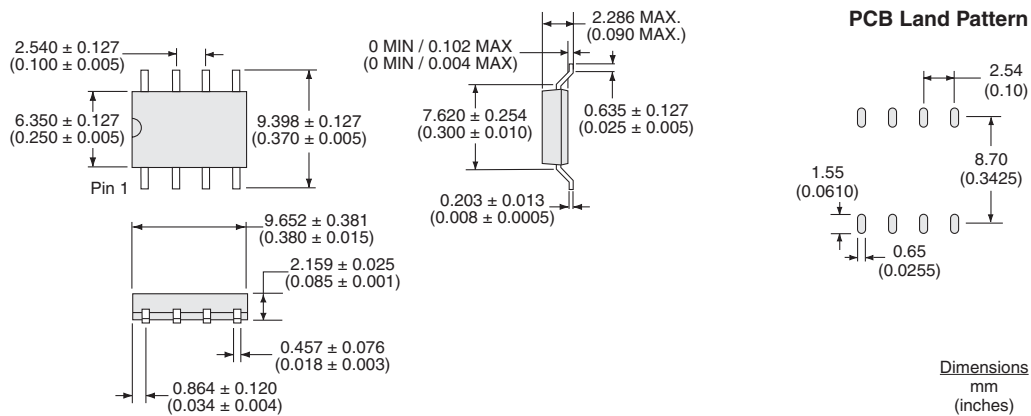 2.540 ± 0.127
(0.100 ± 0.005)
6.350 ± 0.127
(0.250 ± 0.005)
9.398 ± 0.127
(0.370 ± 0.005)
Pin 1
9.652 ± 0.381
(0.380 ± 0.015)
2.159 ± 0.025
(0.085 ± 0.001)
0.457 ± 0.076
(0.018 ± 0.003)
0.864 ± 0.120
(0.034 ± 0.004)
2.286 MAX.
(0.090 MAX.)
0 MIN / 0.102 MAX
(0 MIN / 0.004 MAX)
7.620 ± 0.254
(0.300 ± 0.010)
0.635 ± 0.127
(0.025 ± 0.005)
0.203 ± 0.013
(0.008 ± 0.0005)
PCB Land Pattern
2.54
(0.10)
8.70
(0.3425)
1.55
(0.0610)
0.65
(0.0255)
Dimensions
mm
(inches)